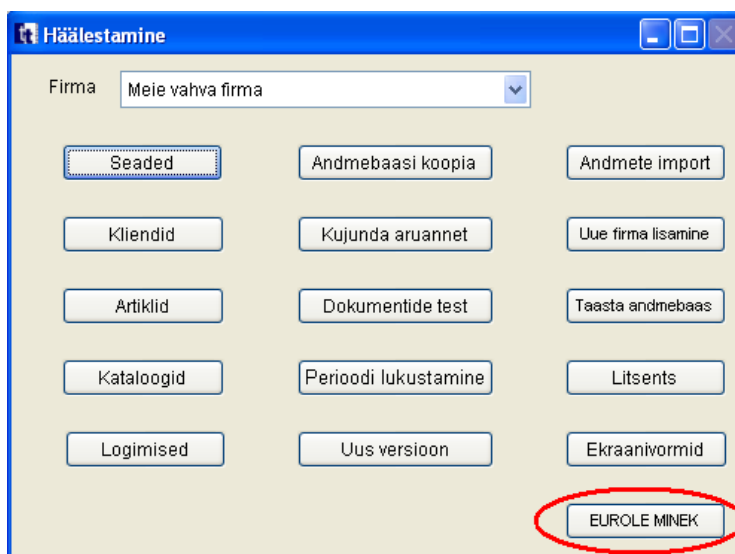 Häälestamine
Firma Meie vahva firma
Seaded Andmebaasi koopia Andmete import
Kliendid Kujunda aruannet Uue firma lisamine
Artiklid Dokumentide test Taasta andmebaas
Kataloogid Perioodi lukustamine Litsents
Logimised Uus versioon Ekraanivormid
EUROLE MINEK